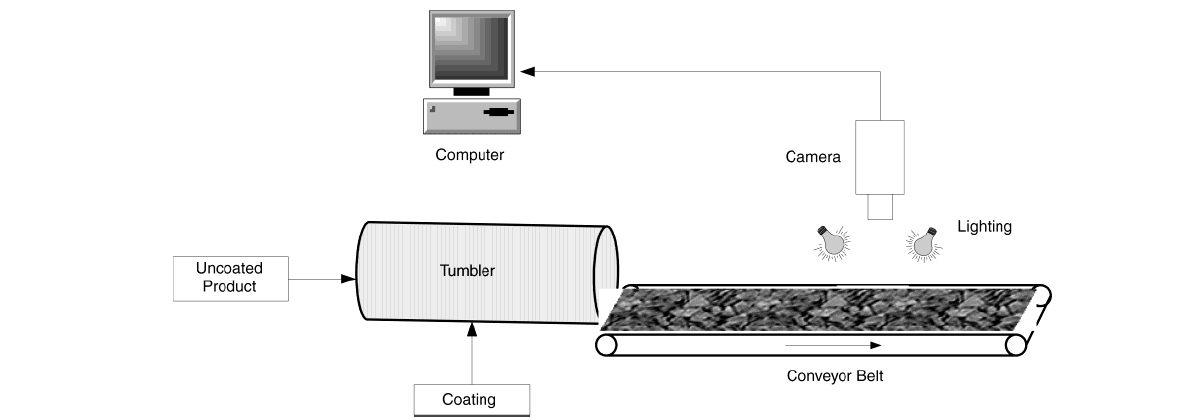 Computer
Camera
Lighting
Uncoated
Product
Tumbler
Conveyor Belt
Coating